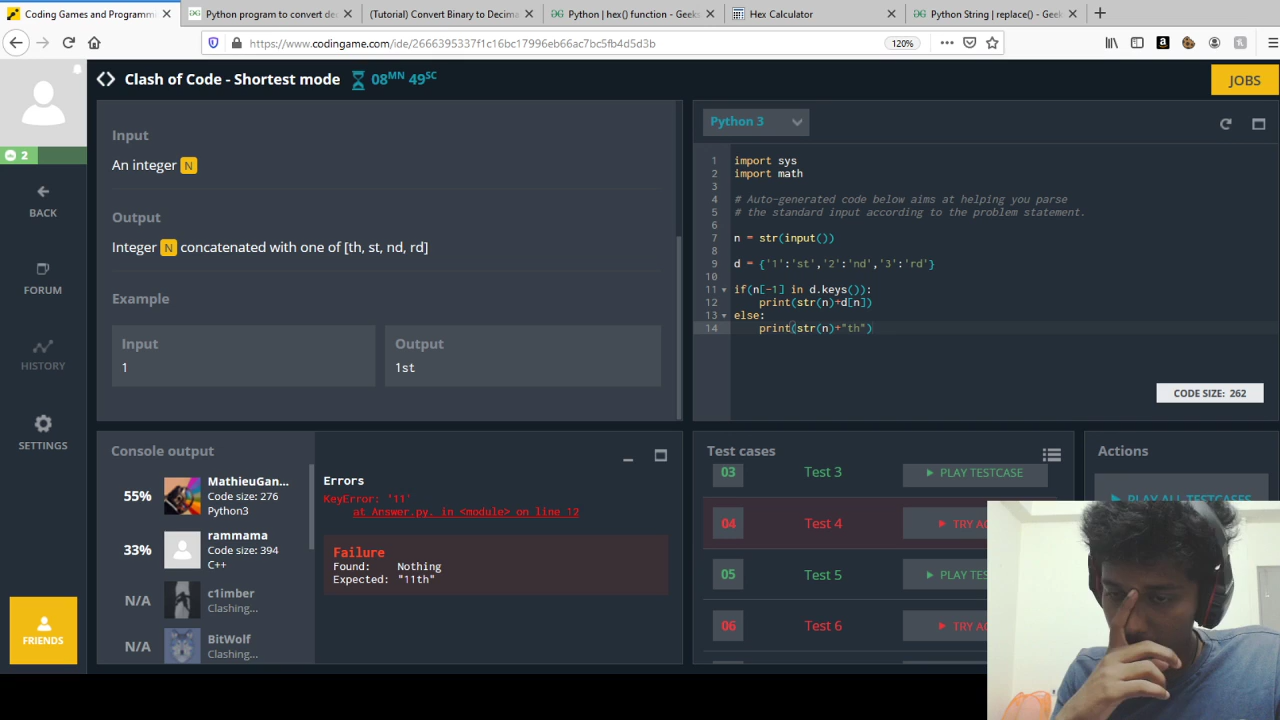 Coding Games and Programmi
Python program to convert de
(Tutorial) Convert Binary to Decima
Python | hex() function - Geeks
Hex Calculator
Python String | replace() - Geek
https://www.codingame.com/ide/2666395337f1c16bc17996eb66ac7bc5fb4d5d3b
120%
Clash of Code - Shortest mode
08MN 49SC
JOBS
2
BACK
FORUM
HISTORY
SETTINGS
FRIENDS
Input
An integer N
Output
Integer N concatenated with one of [th, st, nd, rd]
Example
Input
1
Output
1st
Python 3
1 import sys
2 import math
3
4 # Auto-generated code below aims at helping you parse
5 # the standard input according to the problem statement.
6
7 n = str(input())
8
9 d = {'1':'st','2':'nd','3':'rd'}
10
11 if(n[-1] in d.keys()):
12 print(str(n)+d[n])
13 else:
14 print(str(n)+"th")
CODE SIZE: 262
Console output
55%
MathieuGan...
Code size: 276
Python3
33%
rammama
Code size: 394
C++
N/A
c1imber
Clashing...
N/A
BitWolf
Clashing...
Errors
KeyError: '11'
at Answer.py. in <module> on line 12
Failure
Found: Nothing
Expected: "11th"
Test cases
03 Test 3 PLAY TESTCASE
04 Test 4 TRY AG
05 Test 5 PLAY TES
06 Test 6 TRY AG
Actions
PLAY ALL TESTCASES